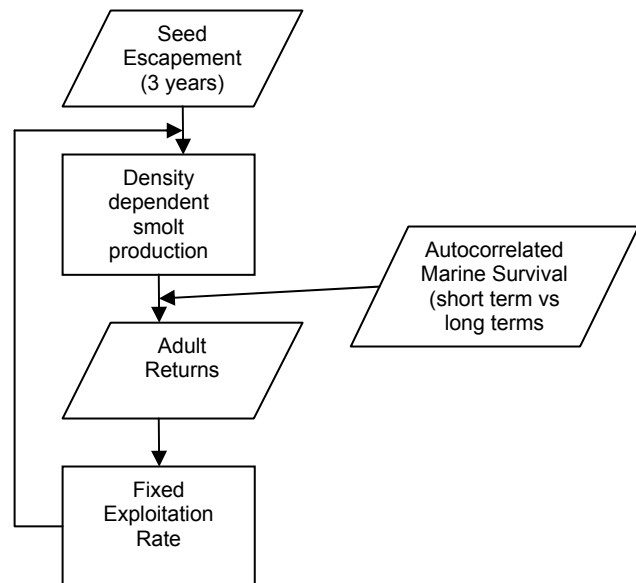 Seed
Escapement
(3 years)
Density
dependent
smolt
production
Autocorrelated
Marine Survival
(short term vs
long terms
Adult
Returns
Fixed
Exploitation
Rate